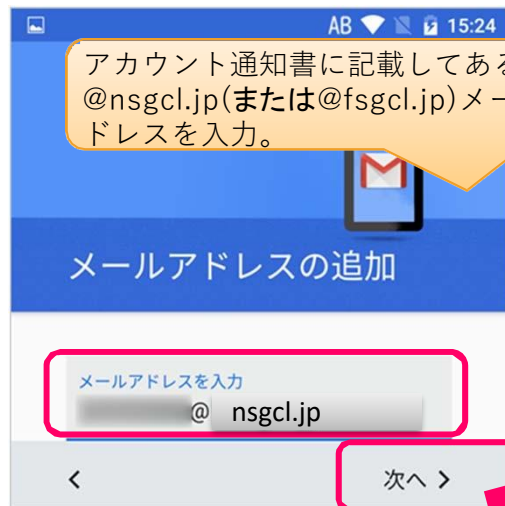 AB 15:24
アカウント通知書に記載してある
@nsgcl.jp(または@fsgcl.jp)メー
ドレスを入力。
メールアドレスの追加
メールアドレスを入力
@ nsgcl.jp
次へ